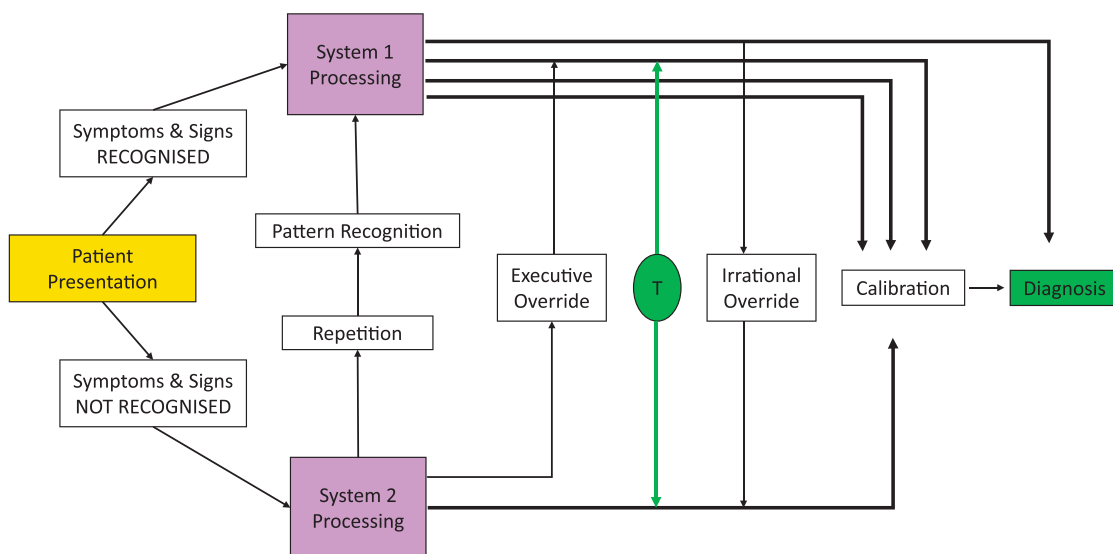 System 1
Processing
Symptoms & Signs
RECOGNISED
Patient
Presentation
Pattern Recognition
Repetition
Symptoms & Signs
NOT RECOGNISED
System 2
Processing
Executive
Override
T
Irrational
Override
Calibration
Diagnosis